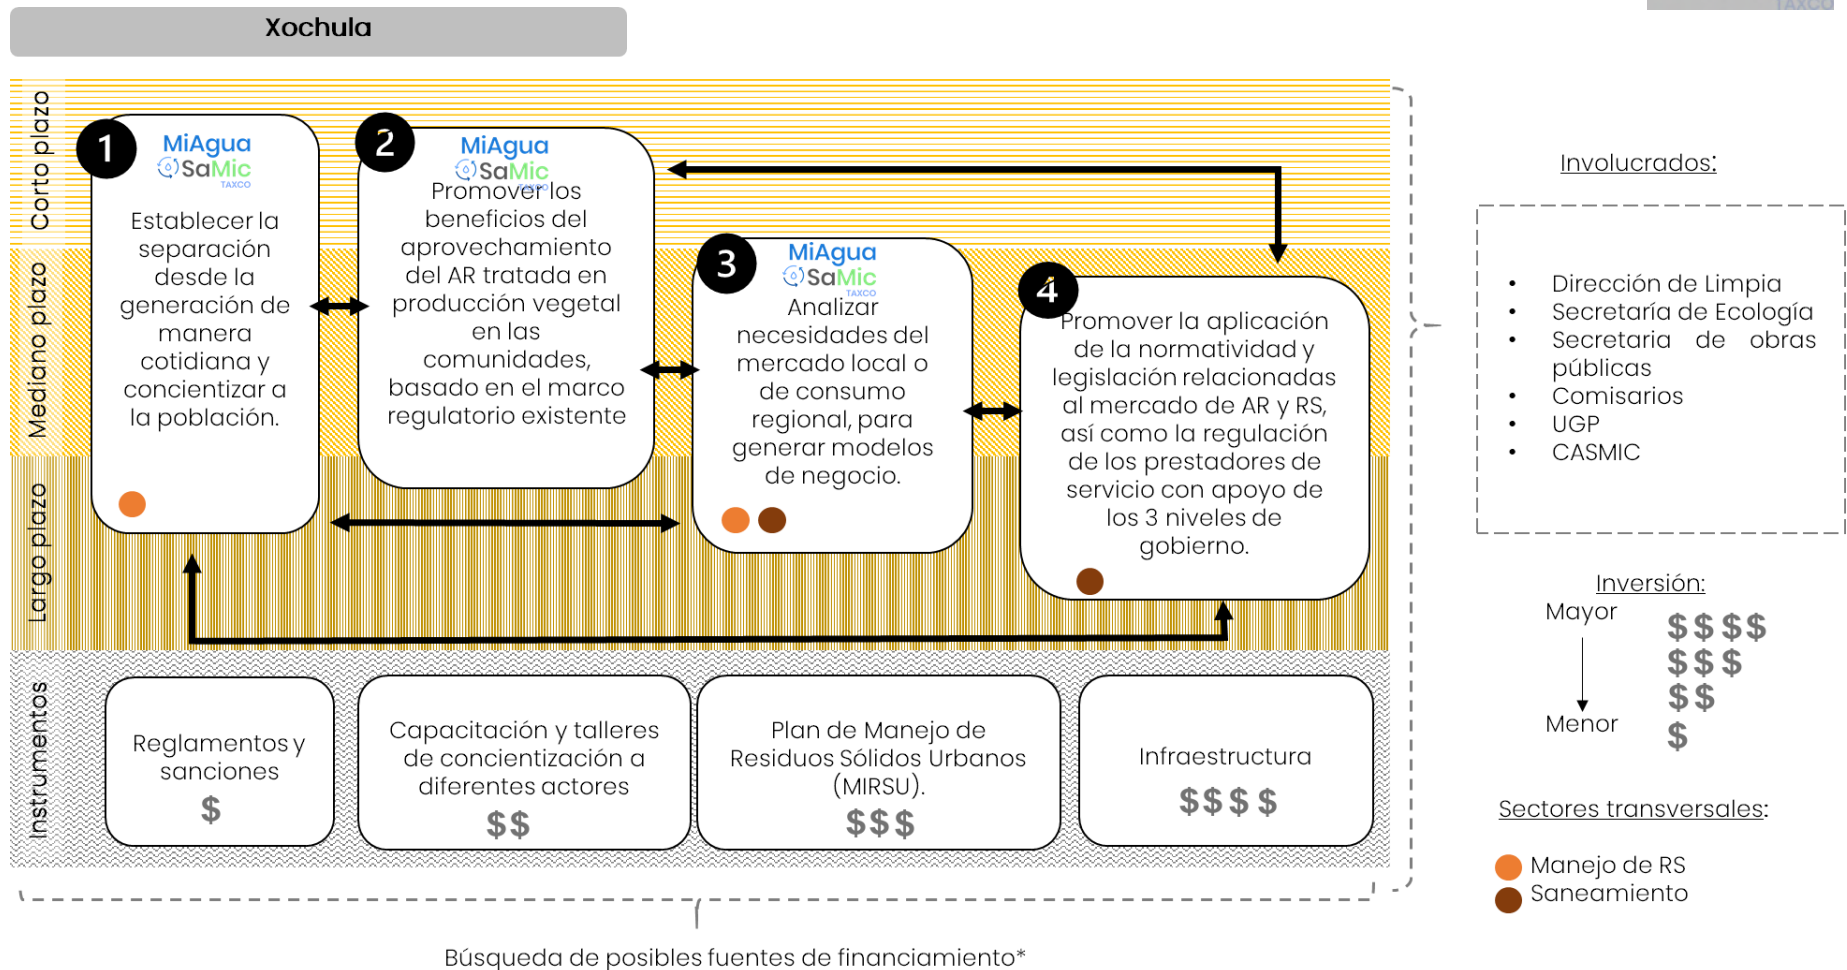 TAXCO
Xochula
Corto plazo
Mediano plazo
Largo plazo
Instrumentos
1
MiAgua
SaMic
TAXCO
Establecer la
separación
desde la
generación de
manera
cotidiana y
concientizar a
la población.
2
MiAgua
SaMic
TAXCO
Promover los
beneficios del
aprovechamiento
del AR tratada en
producción vegetal
en las
comunidades,
basado en el marco
regulatorio existente
3
MiAgua
SaMic
TAXCO
Analizar
necesidades del
mercado local o
de consumo
regional, para
generar modelos
de negocio.
4
Promover la aplicación
de la normatividad y
legislación relacionadas
al mercado de AR y RS,
así como la regulación
de los prestadores de
servicio con apoyo de
los 3 niveles de
gobierno.
Reglamentos y
sanciones
$
Capacitación y talleres
de concientización a
diferentes actores
$$
Plan de Manejo de
Residuos Sólidos Urbanos
(MIRSU).
$$$
Infraestructura
$$$$
Búsqueda de posibles fuentes de financiamiento*
Involucrados:
• Dirección de Limpia
• Secretaría de Ecología
• Secretaria de obras
públicas
• Comisarios
• UGP
• CASMIC
Inversión:
Mayor
$$$$
$$$
$$
Menor
$
Sectores transversales:
Manejo de RS
Saneamiento